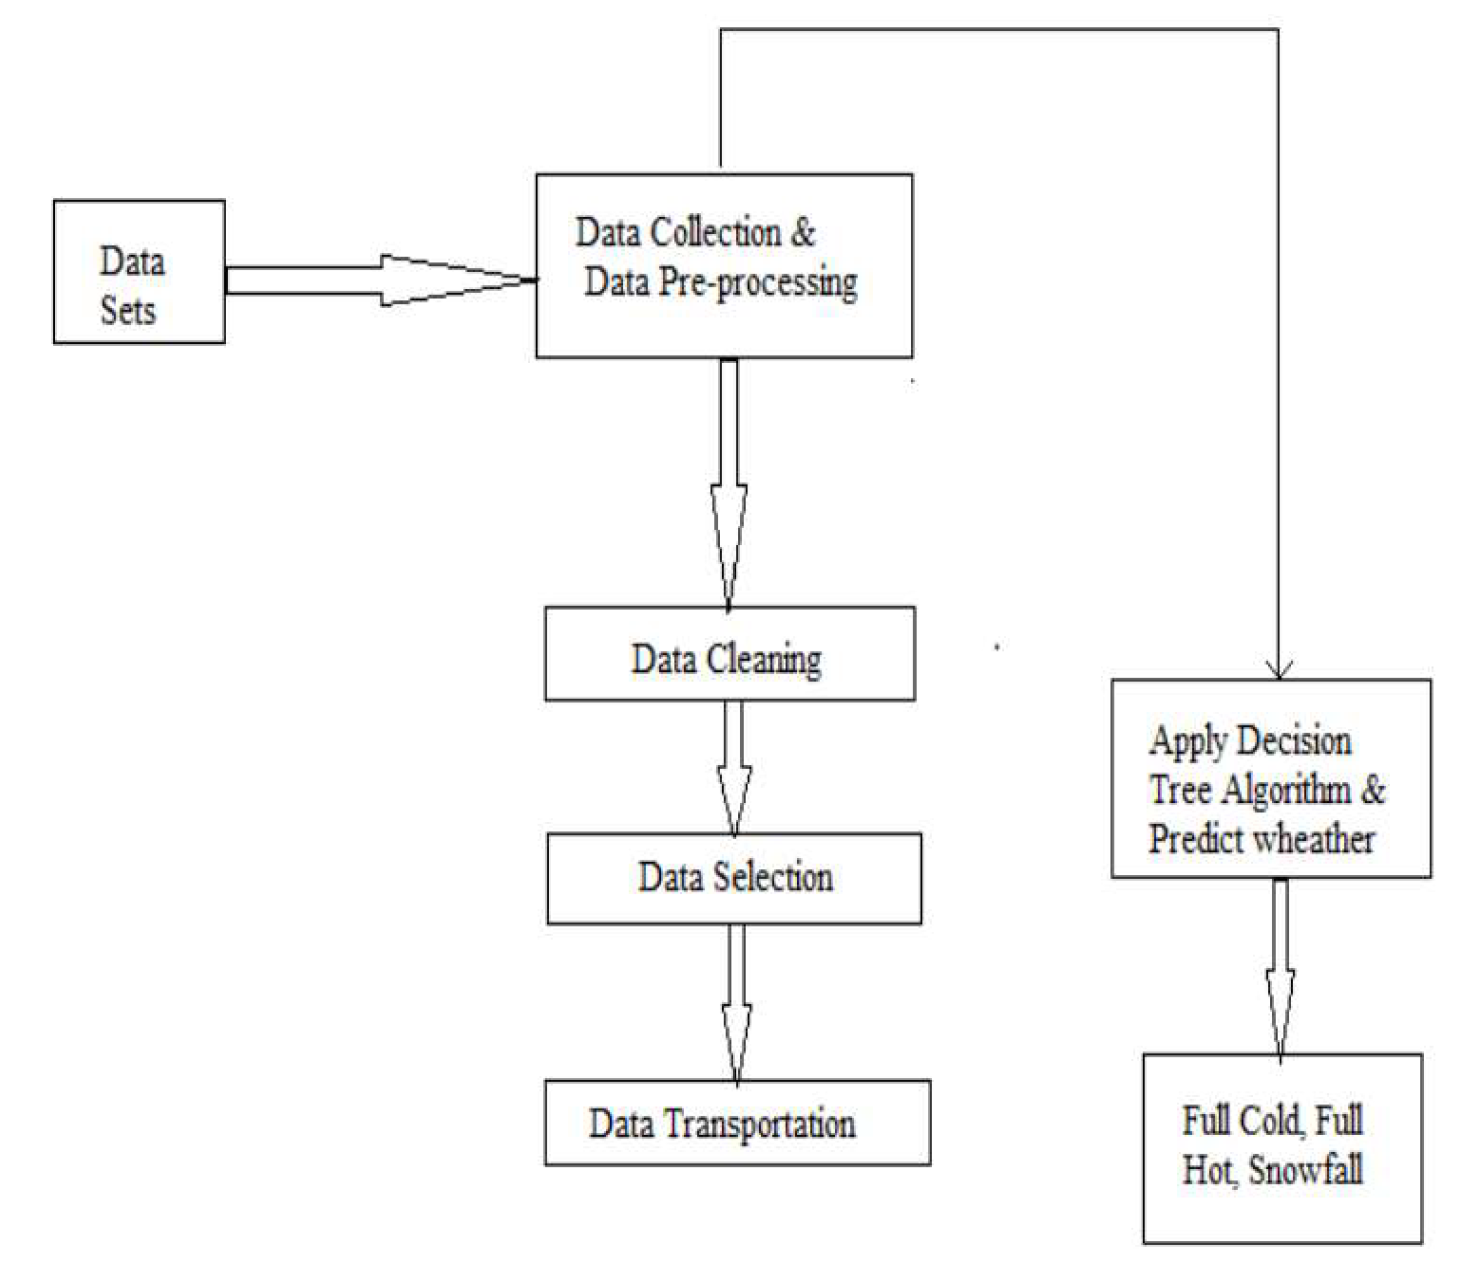 Data
Sets
Data Collection &
Data Pre-processing
Data Cleaning
Data Selection
Data Transportation
Apply Decision
Tree Algorithm &
Predict wheather
Full Cold, Full
Hot, Snowfall